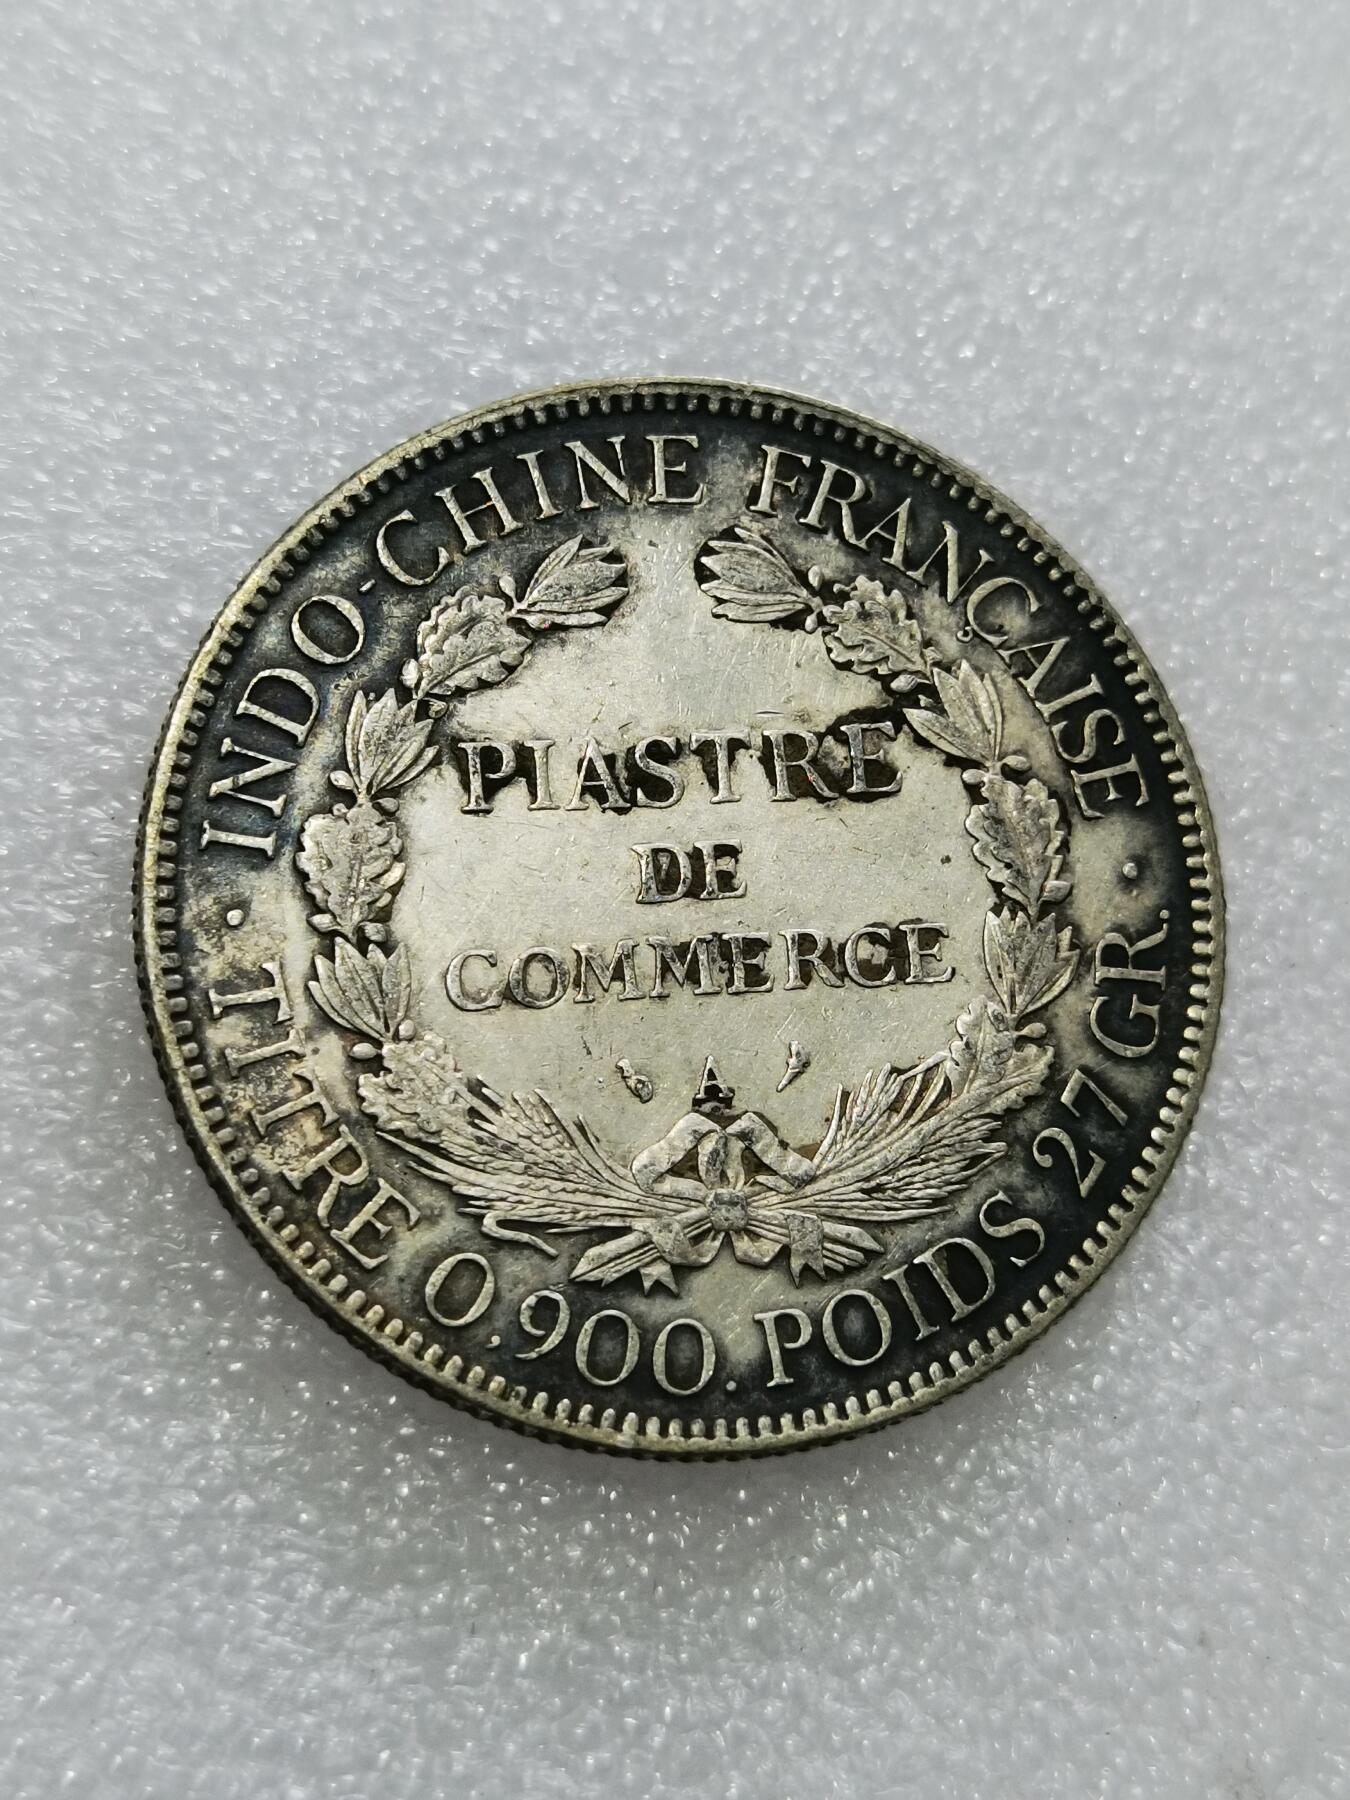 INDO-CHINE FRANÇAISE
PIASTRE
DE
COMMERCE
A
TITRE 0,900. POIDS 27 GR.